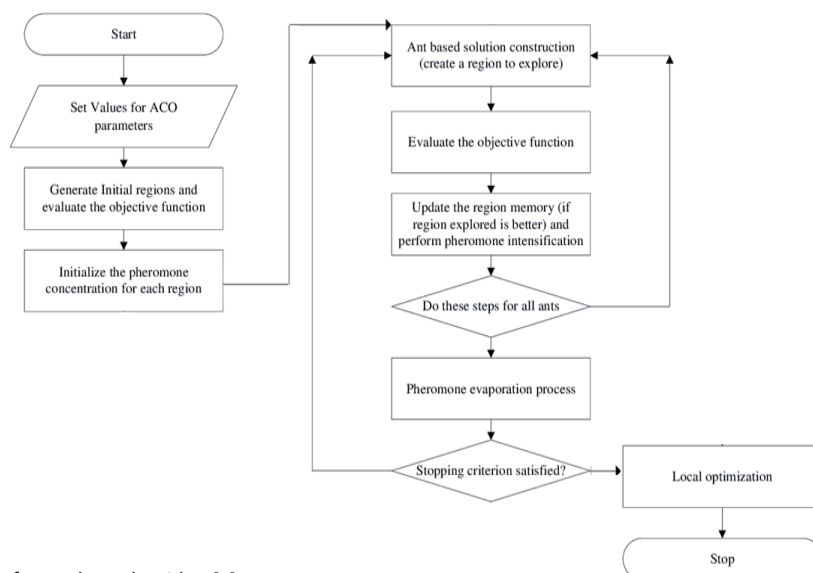 Start
Set Values for ACO
parameters
Generate Initial regions and
evaluate the objective function
Initialize the pheromone
concentration for each region
Ant based solution construction
(create a region to explore)
Evaluate the objective function
Update the region memory (if
region explored is better) and
perform pheromone intensification
Do these steps for all ants
Pheromone evaporation process
Stopping criterion satisfied?
Local optimization
Stop